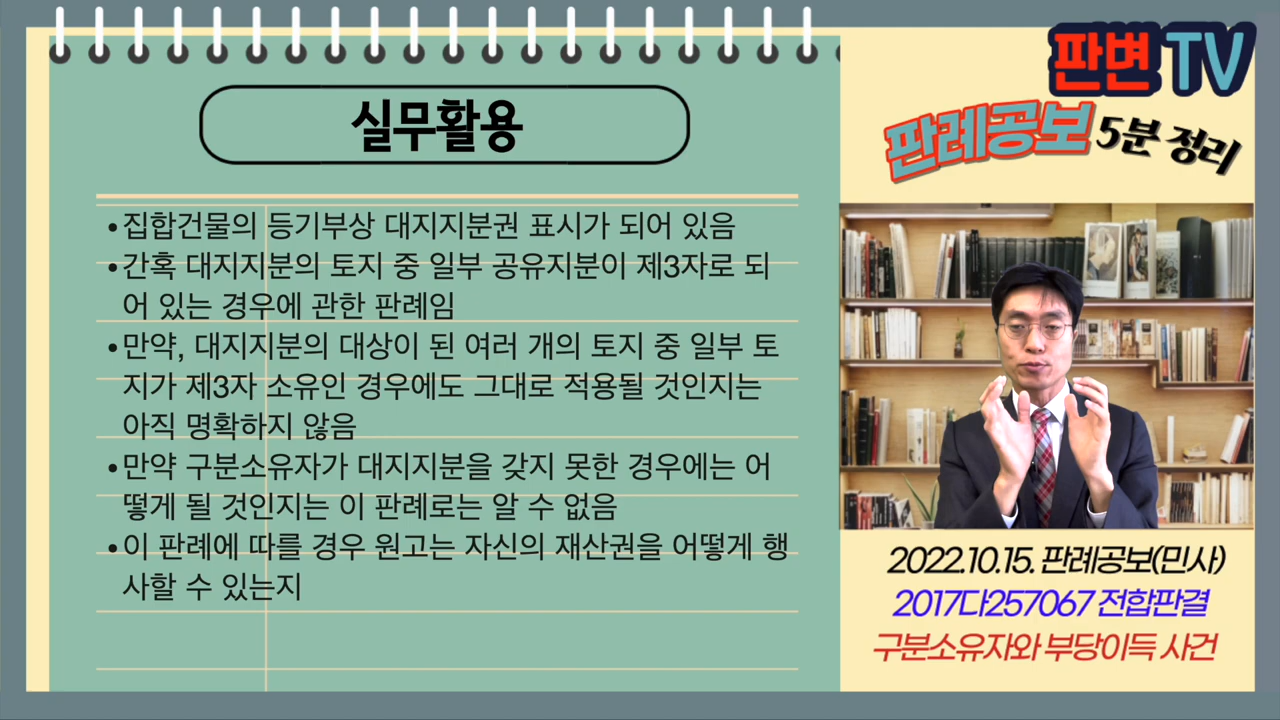 판변 TV
판례공보 5분 정리
실무활용
•집합건물의 등기부상 대지지분권 표시가 되어 있음
•간혹 대지지분의 토지 중 일부 공유지분이 제3자로 되
어 있는 경우에 관한 판례임
•만약, 대지지분의 대상이 된 여러 개의 토지 중 일부 토
지가 제3자 소유인 경우에도 그대로 적용될 것인지는
아직 명확하지 않음
•만약 구분소유자가 대지지분을 갖지 못한 경우에는 어
떻게 될 것인지는 이 판례로는 알 수 없음
•이 판례에 따를 경우 원고는 자신의 재산권을 어떻게 행
사할 수 있는지
2022.10.15. 판례공보(민사)
2017다257067 전합판결
구분소유자와 부당이득 사건